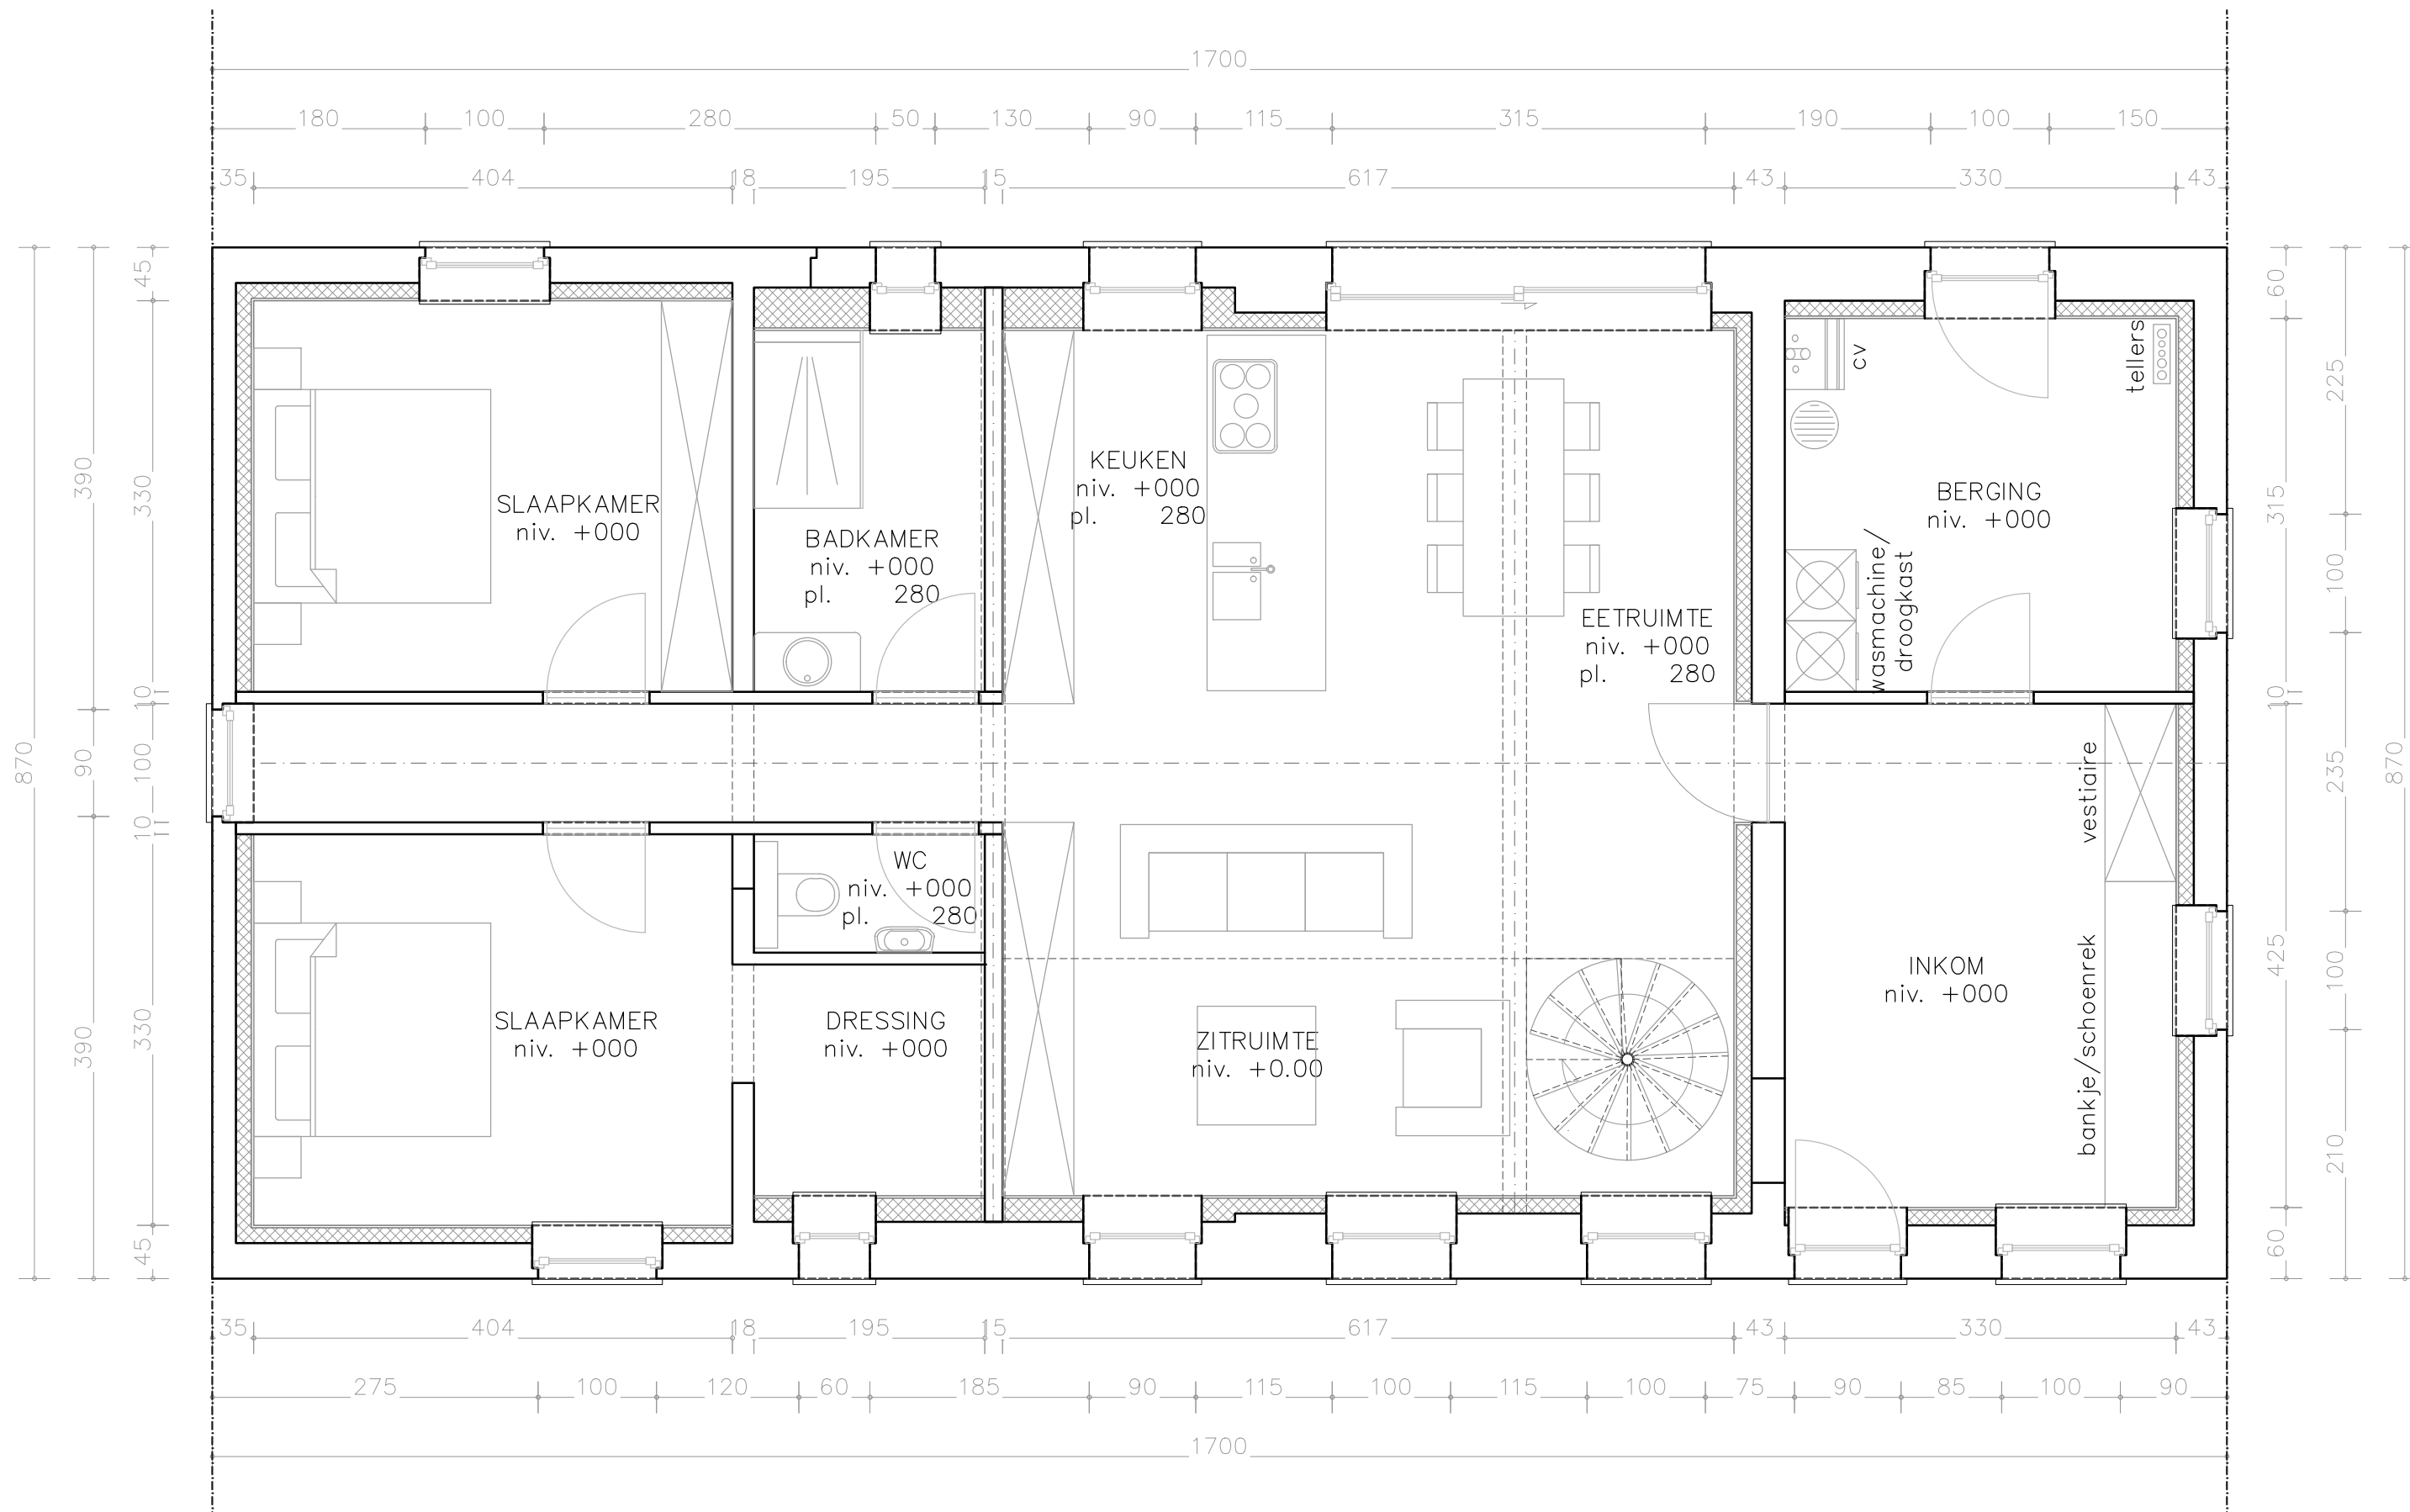 1700
180 100 280 50 130 90 115 315 190 100 150
35 404 18 195 15 617 43 330 43
870
390
90
390
45
330
10
100
10
330
45
SLAAPKAMER
niv. +000
BADKAMER
niv. +000
pl. 280
KEUKEN
niv. +000
pl. 280
EETRUIMTE
niv. +000
pl. 280
cv
tellers
BERGING
niv. +000
wasmachine/
droogkast
SLAAPKAMER
niv. +000
WC
niv. +000
pl. 280
DRESSING
niv. +000
ZITRUIMTE
niv. +0.00
INKOM
niv. +000
vestiaire
bankje/schoenrek
60
315
10
425
60
225
100
235
100
210
870
35 404 18 195 15 617 43 330 43
275 100 120 60 185 90 115 100 115 100 75 90 85 100 90
1700